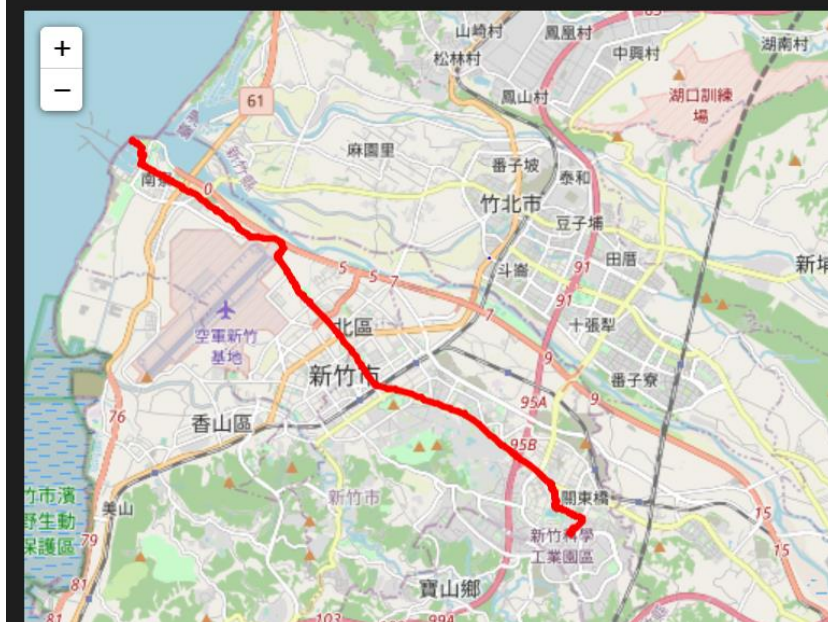 +
−
山崎村
鳳凰村
湖南村
松林村
中興村
鳳山村
湖口訓練
場
61
新竹縣
麻園里
番子坡
泰和
南寮
0
竹北市
豆子埔
田厝
新埔
斗崙
91
5
5
7
91
空軍新竹
基地
北區
7
十張犁
新竹市
9
番子寮
76
香山區
95A
9
95B
新竹市
關東橋
竹市濱
野生動
保護區
美山
79
15
新竹科學
工業園區
15
81
寶山鄉
81
103
99A